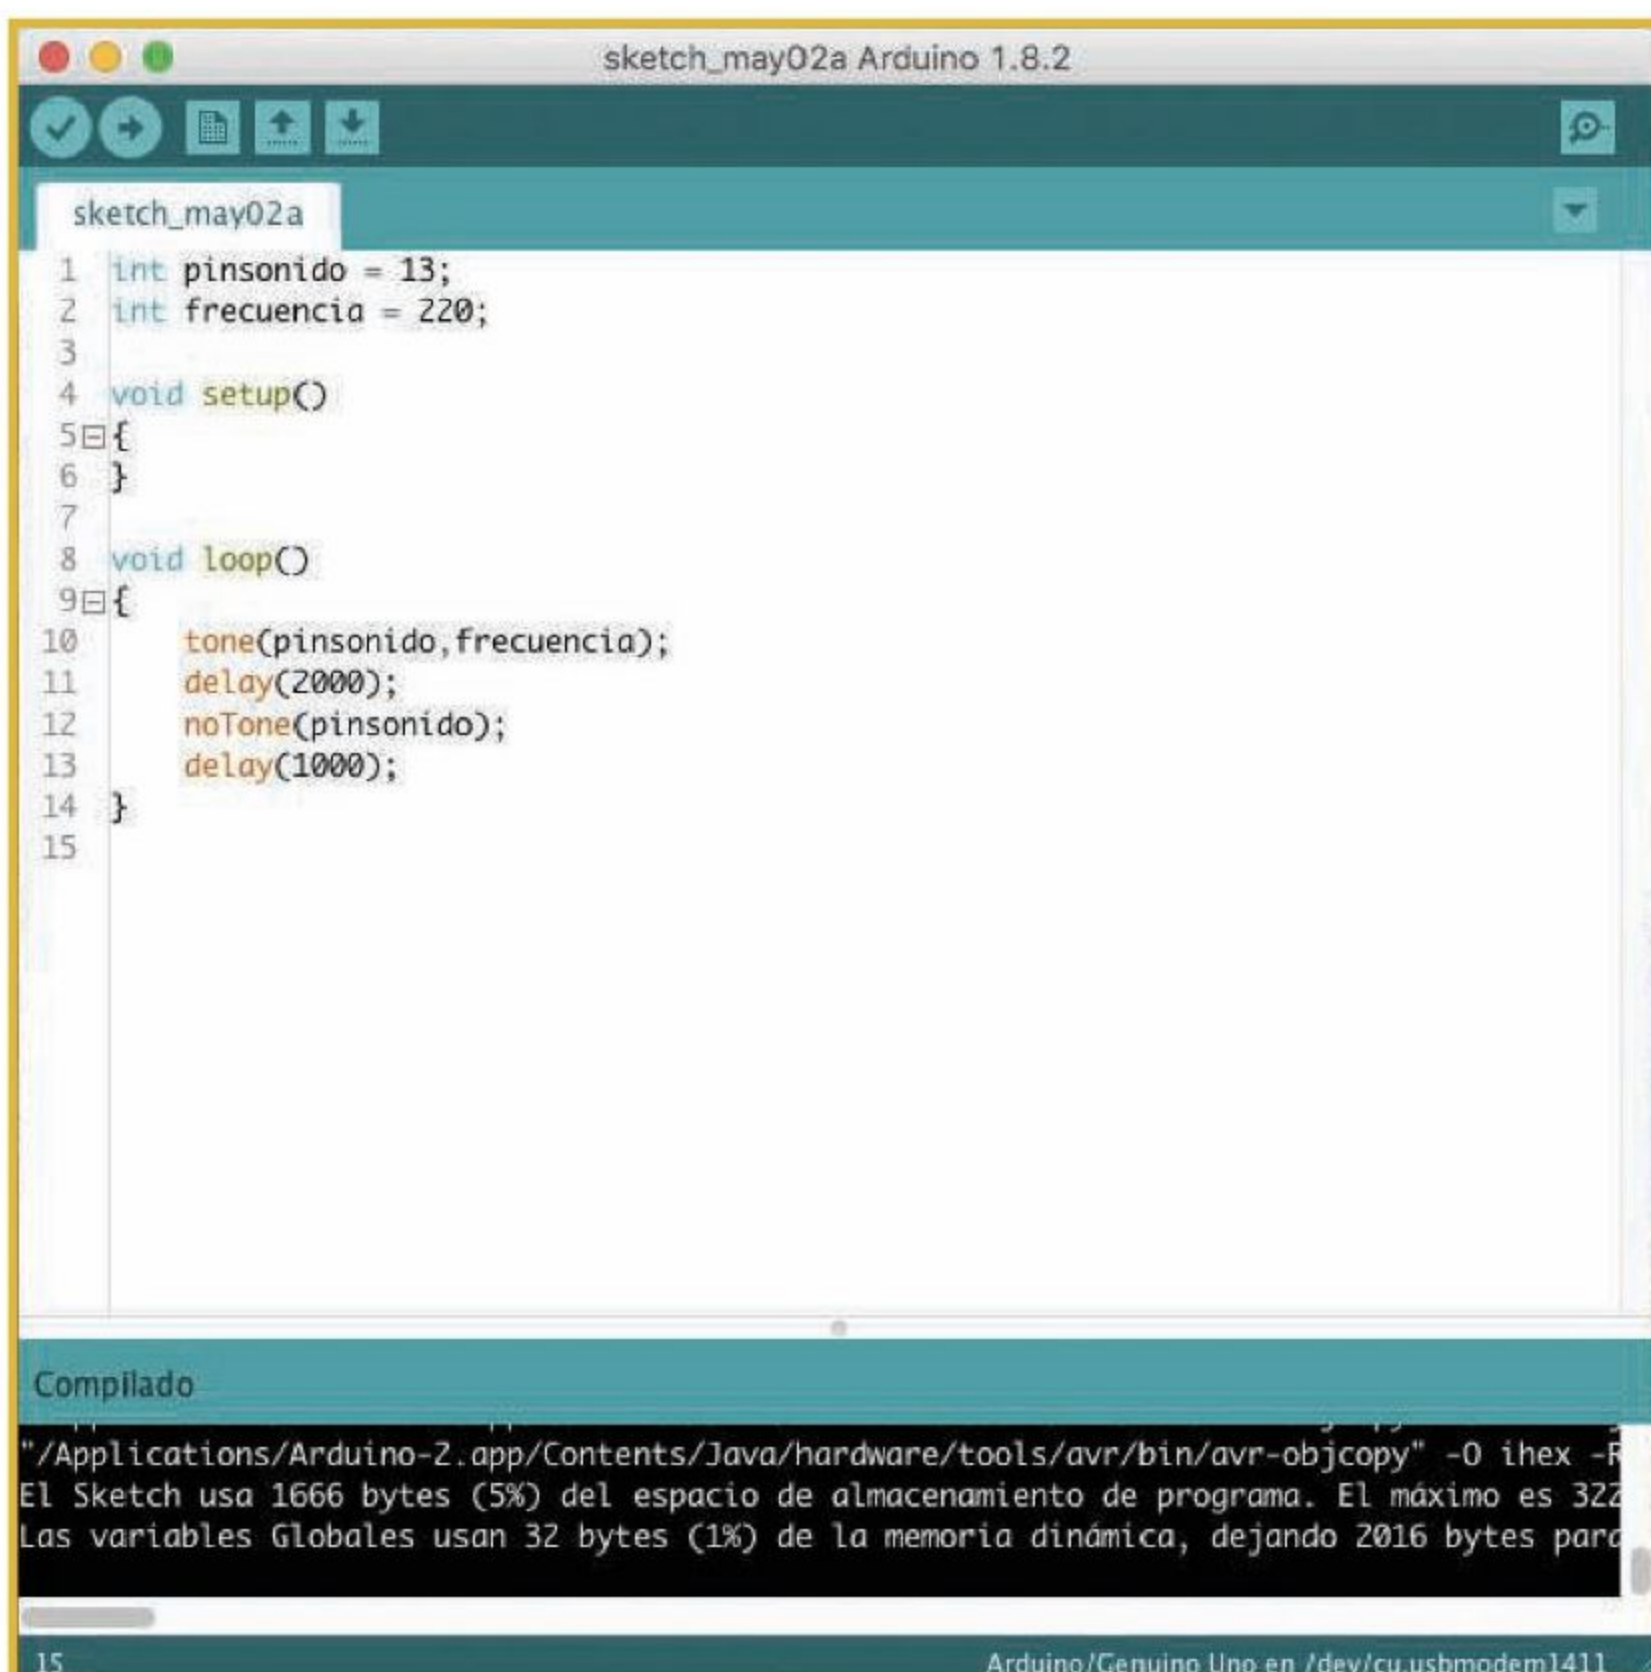 sketch_may02a Arduino 1.8.2
sketch_may02a
1 int pinsonido = 13;
2 int frecuencia = 220;
3
4 void setup()
5 {
6 }
7
8 void loop()
9 {
10 tone(pinsonido,frecuencia);
11 delay(2000);
12 noTone(pinsonido);
13 delay(1000);
14 }
15
Compilado
"/Applications/Arduino-2.app/Contents/Java/hardware/tools/avr/bin/avr-objcopy" -O ihex -R
El Sketch usa 1666 bytes (5%) del espacio de almacenamiento de programa. El máximo es 322
Las variables Globales usan 32 bytes (1%) de la memoria dinámica, dejando 2016 bytes para
15 Arduino/Genuino Uno en /dev/cu.usbmodem1411